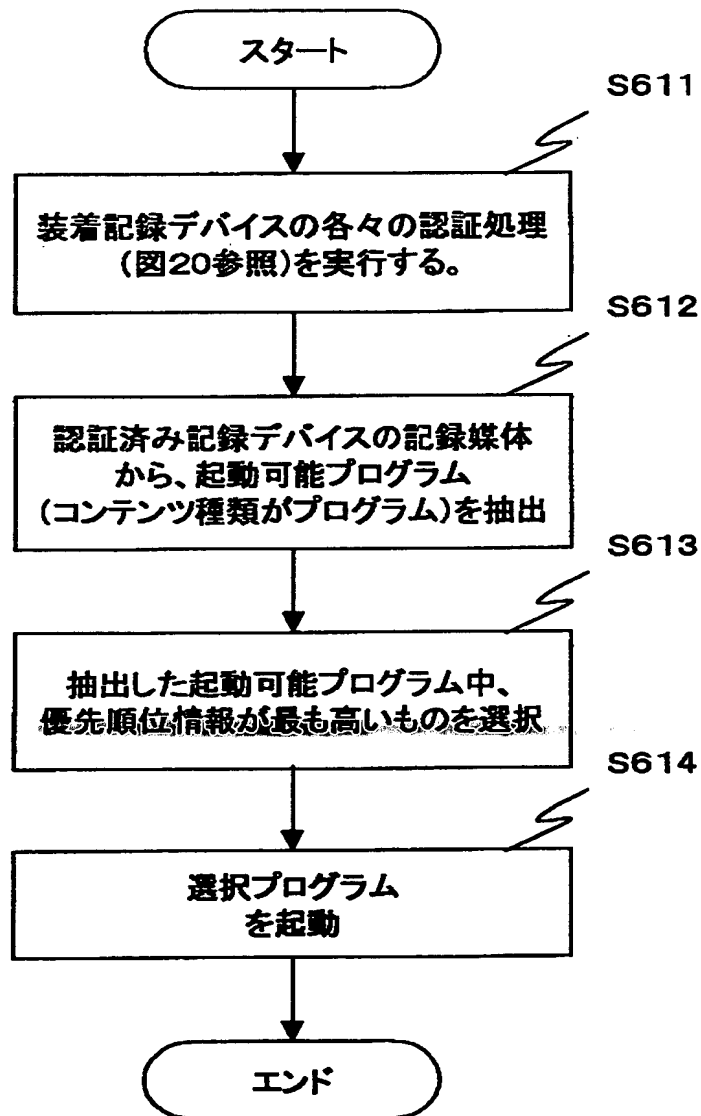 スタート
S611
装着記録デバイスの各々の認証処理
(図20参照)を実行する。
S612
認証済み記録デバイスの記録媒体
から、起動可能プログラム
(コンテンツ種類がプログラム)を抽出
S613
抽出した起動可能プログラム中、
優先順位情報が最も高いものを選択
S614
選択プログラム
を起動
エンド